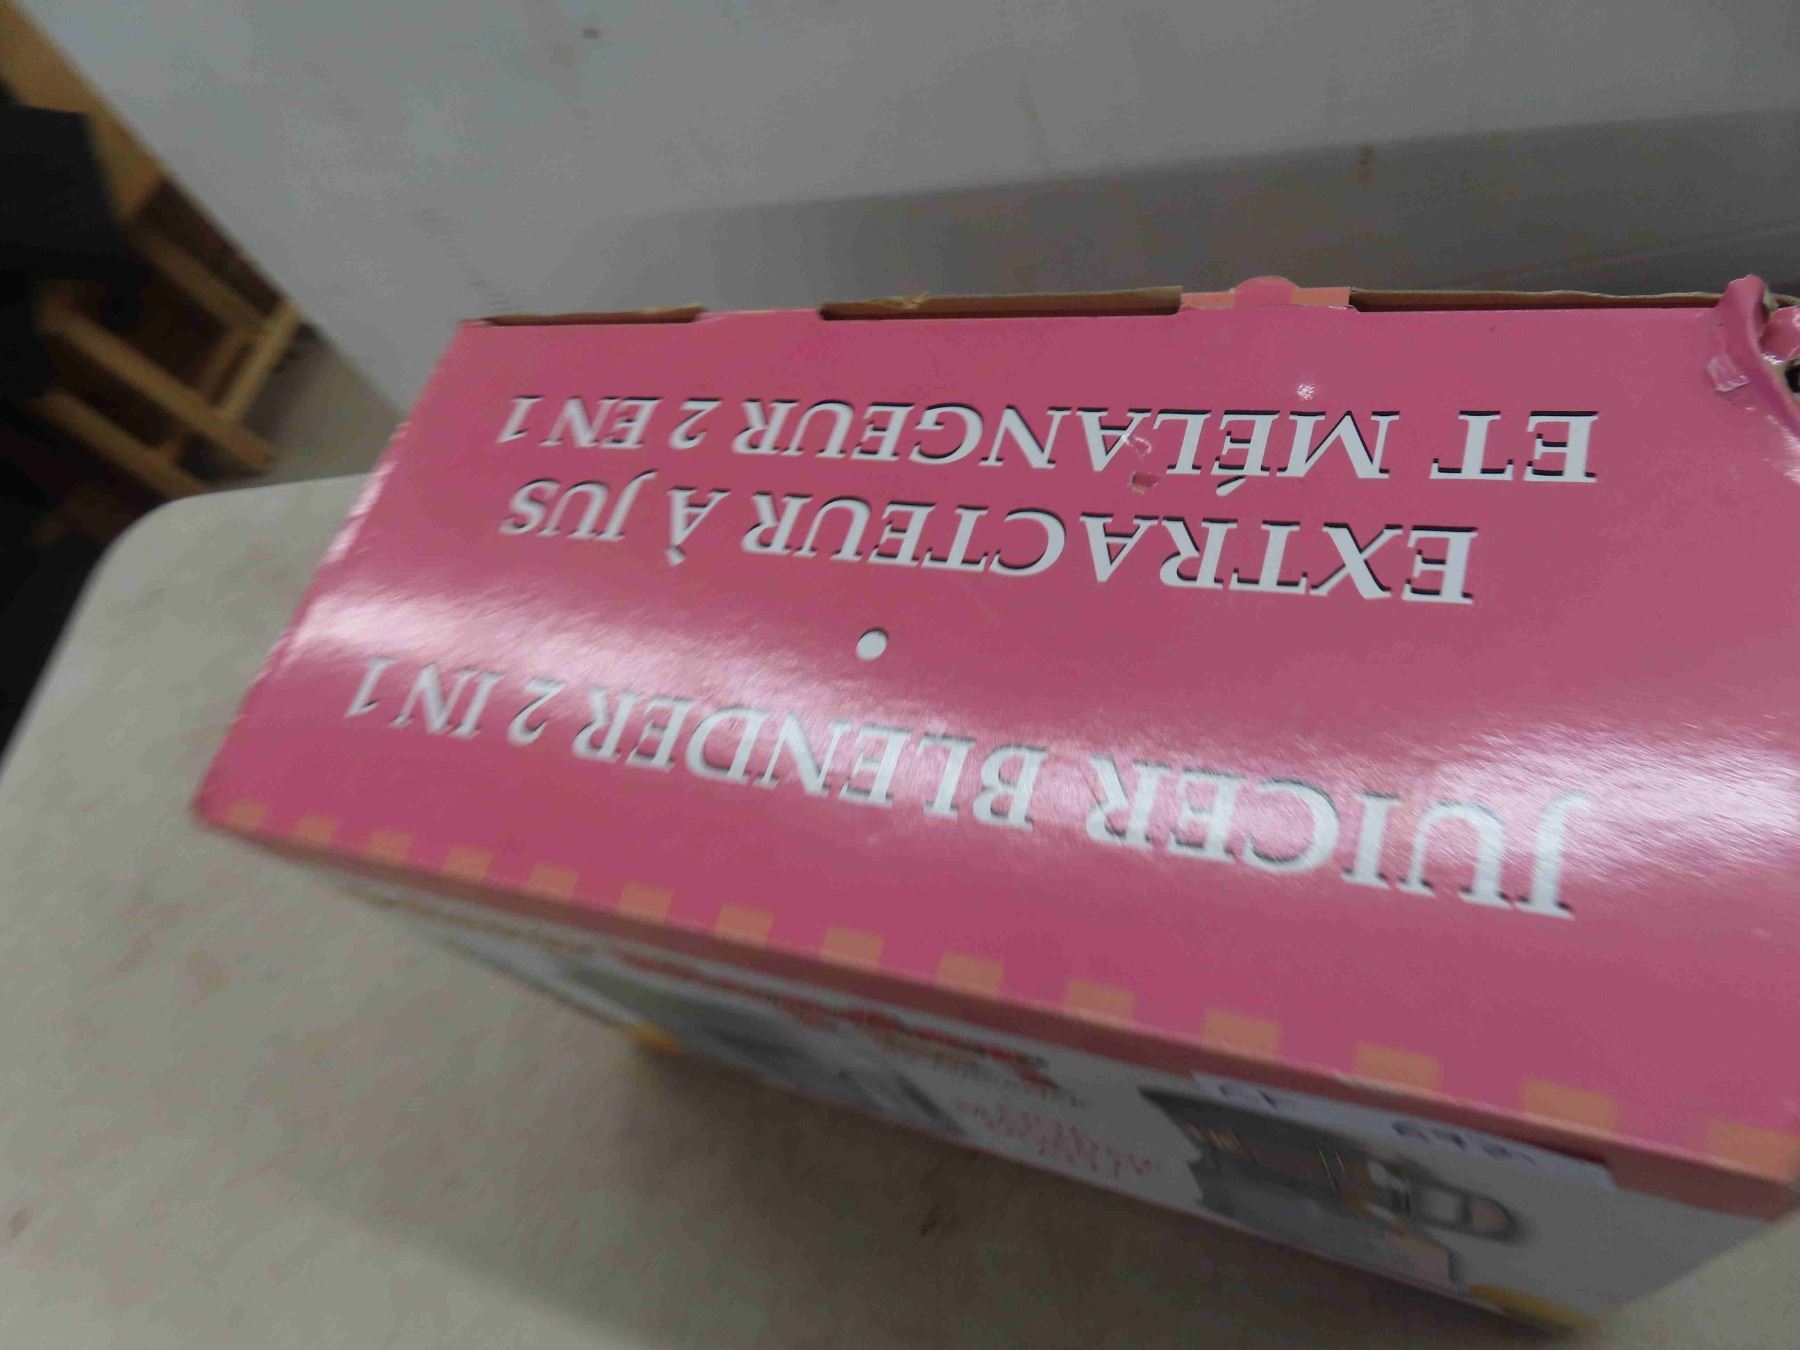 JUICER BLENDER 2 IN 1
•
EXTRACTEUR À JUS
ET MÉLANGEUR 2 EN 1